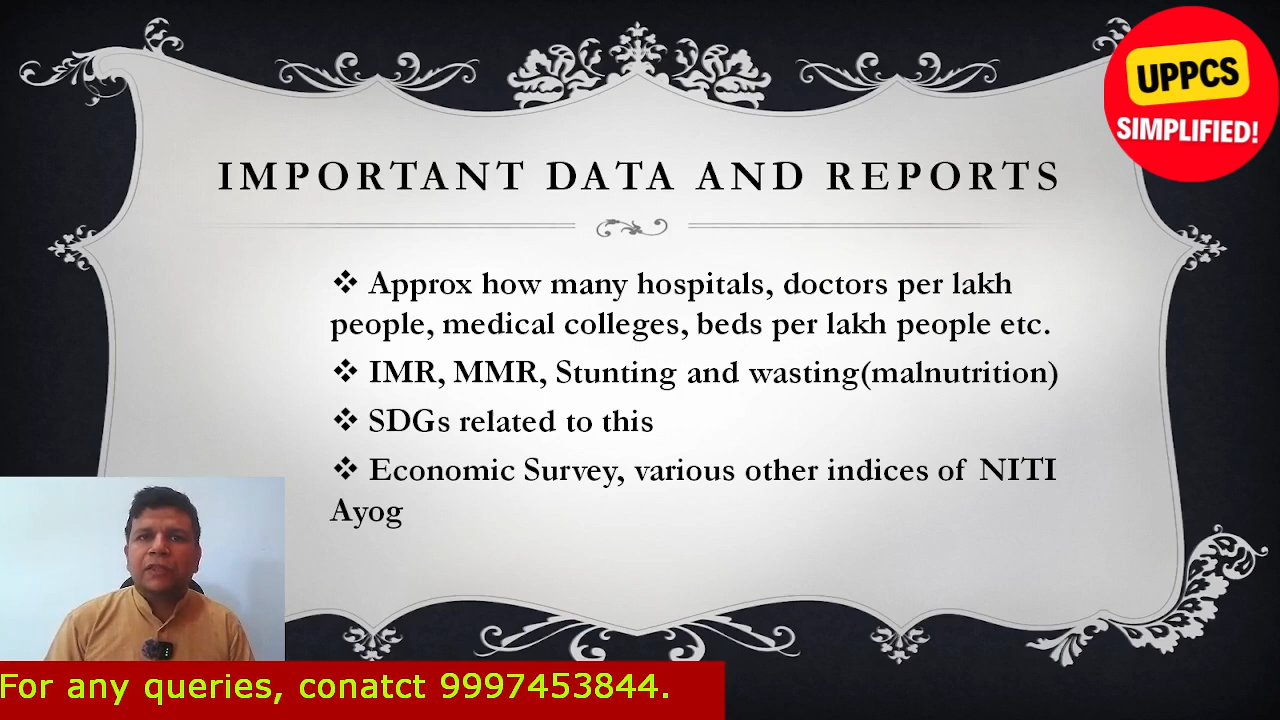 UPPCS
SIMPLIFIED!
IMPORTANT DATA AND REPORTS
❖ Approx how many hospitals, doctors per lakh
people, medical colleges, beds per lakh people etc.
❖ IMR, MMR, Stunting and wasting(malnutrition)
❖ SDGs related to this
❖ Economic Survey, various other indices of NITI
Ayog
For any queries, conatct 9997453844.